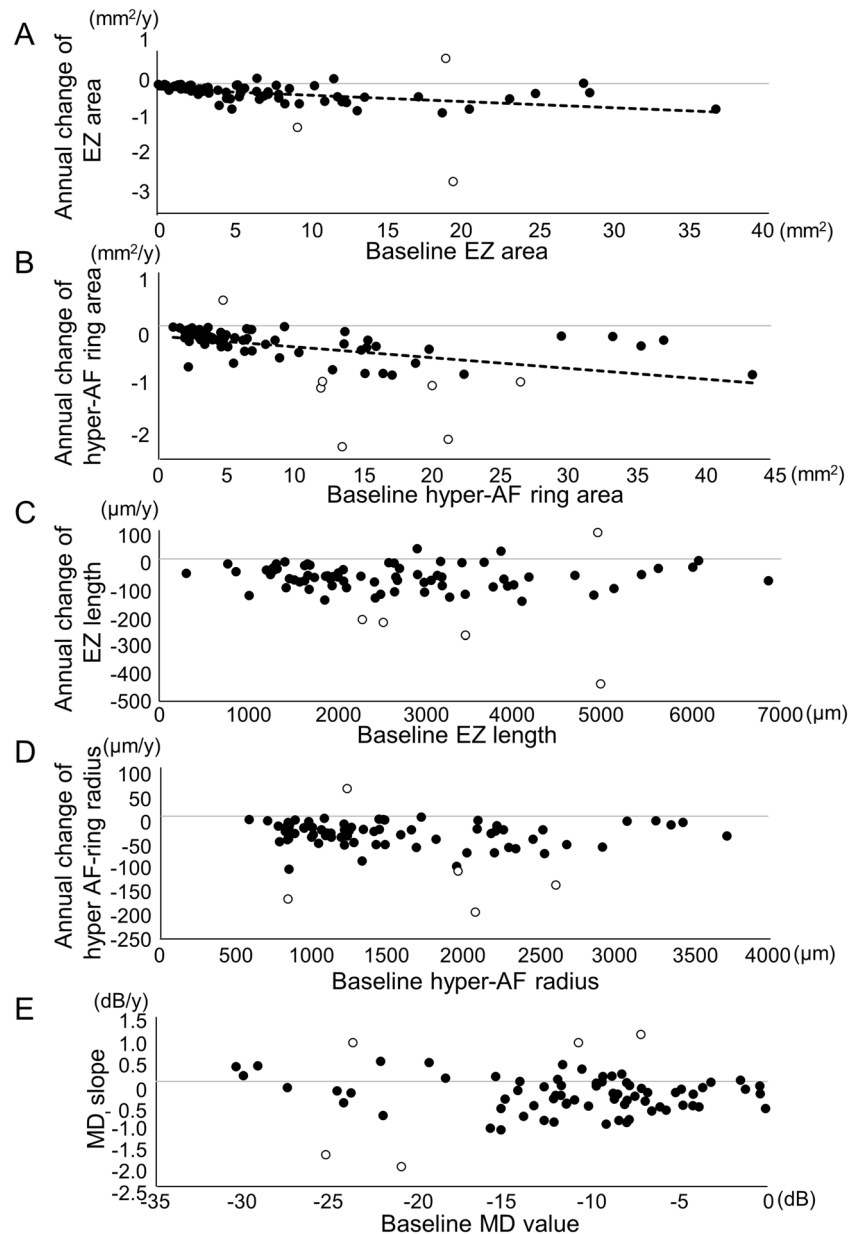 A
(mm²/y)
Annual change of
EZ area
1
0
-1
-2
-3
0 5 10 15 20 25 30 35 40 (mm²)
Baseline EZ area
B
(mm²/y)
Annual change of
hyper-AF ring area
1
0
-1
-2
0 5 10 15 20 25 30 35 40 45 (mm²)
Baseline hyper-AF ring area
C
(µm/y)
Annual change of
EZ length
100
0
-100
-200
-300
-400
-500
0 1000 2000 3000 4000 5000 6000 7000 (µm)
Baseline EZ length
D
(µm/y)
Annual change of
hyper AF-ring radius
100
50
0
-50
-100
-150
-200
-250
0 500 1000 1500 2000 2500 3000 3500 4000 (µm)
Baseline hyper-AF radius
E
(dB/y)
MD slope
1.5
1.0
0.5
0
-0.5
-1.0
-1.5
-2.0
-2.5
-35 -30 -25 -20 -15 -10 -5 0 (dB)
Baseline MD value